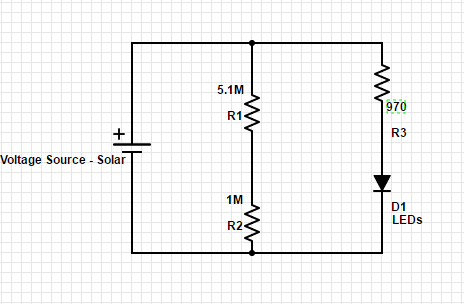 5.1M
R1
970
R3
+
Voltage Source - Solar
1M
R2
D1
LEDs